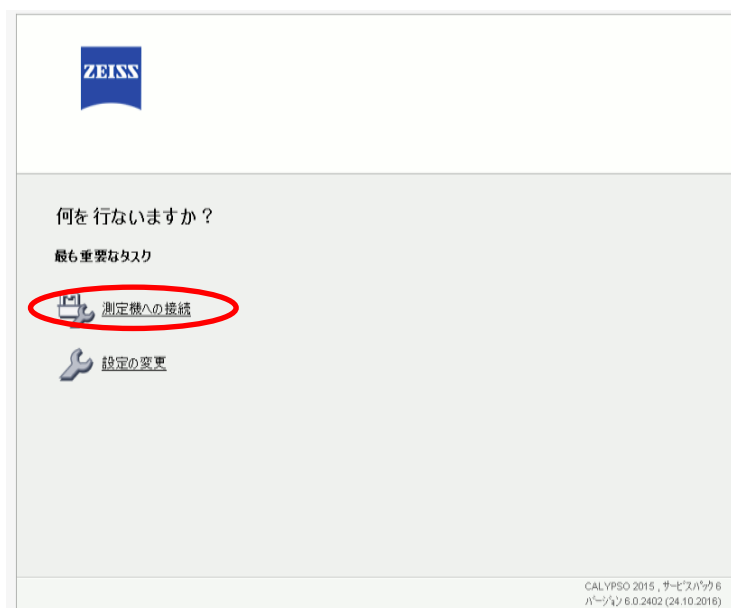 ZEISS
何を行ないますか？
最も重要なタスク
測定機への接続
設定の変更
CALYPSO 2015 , ｻｰﾋﾞｽﾊﾟｯｸ 6
ﾊﾞｰｼﾞｮﾝ 6.0.2402 (24.10.2016)